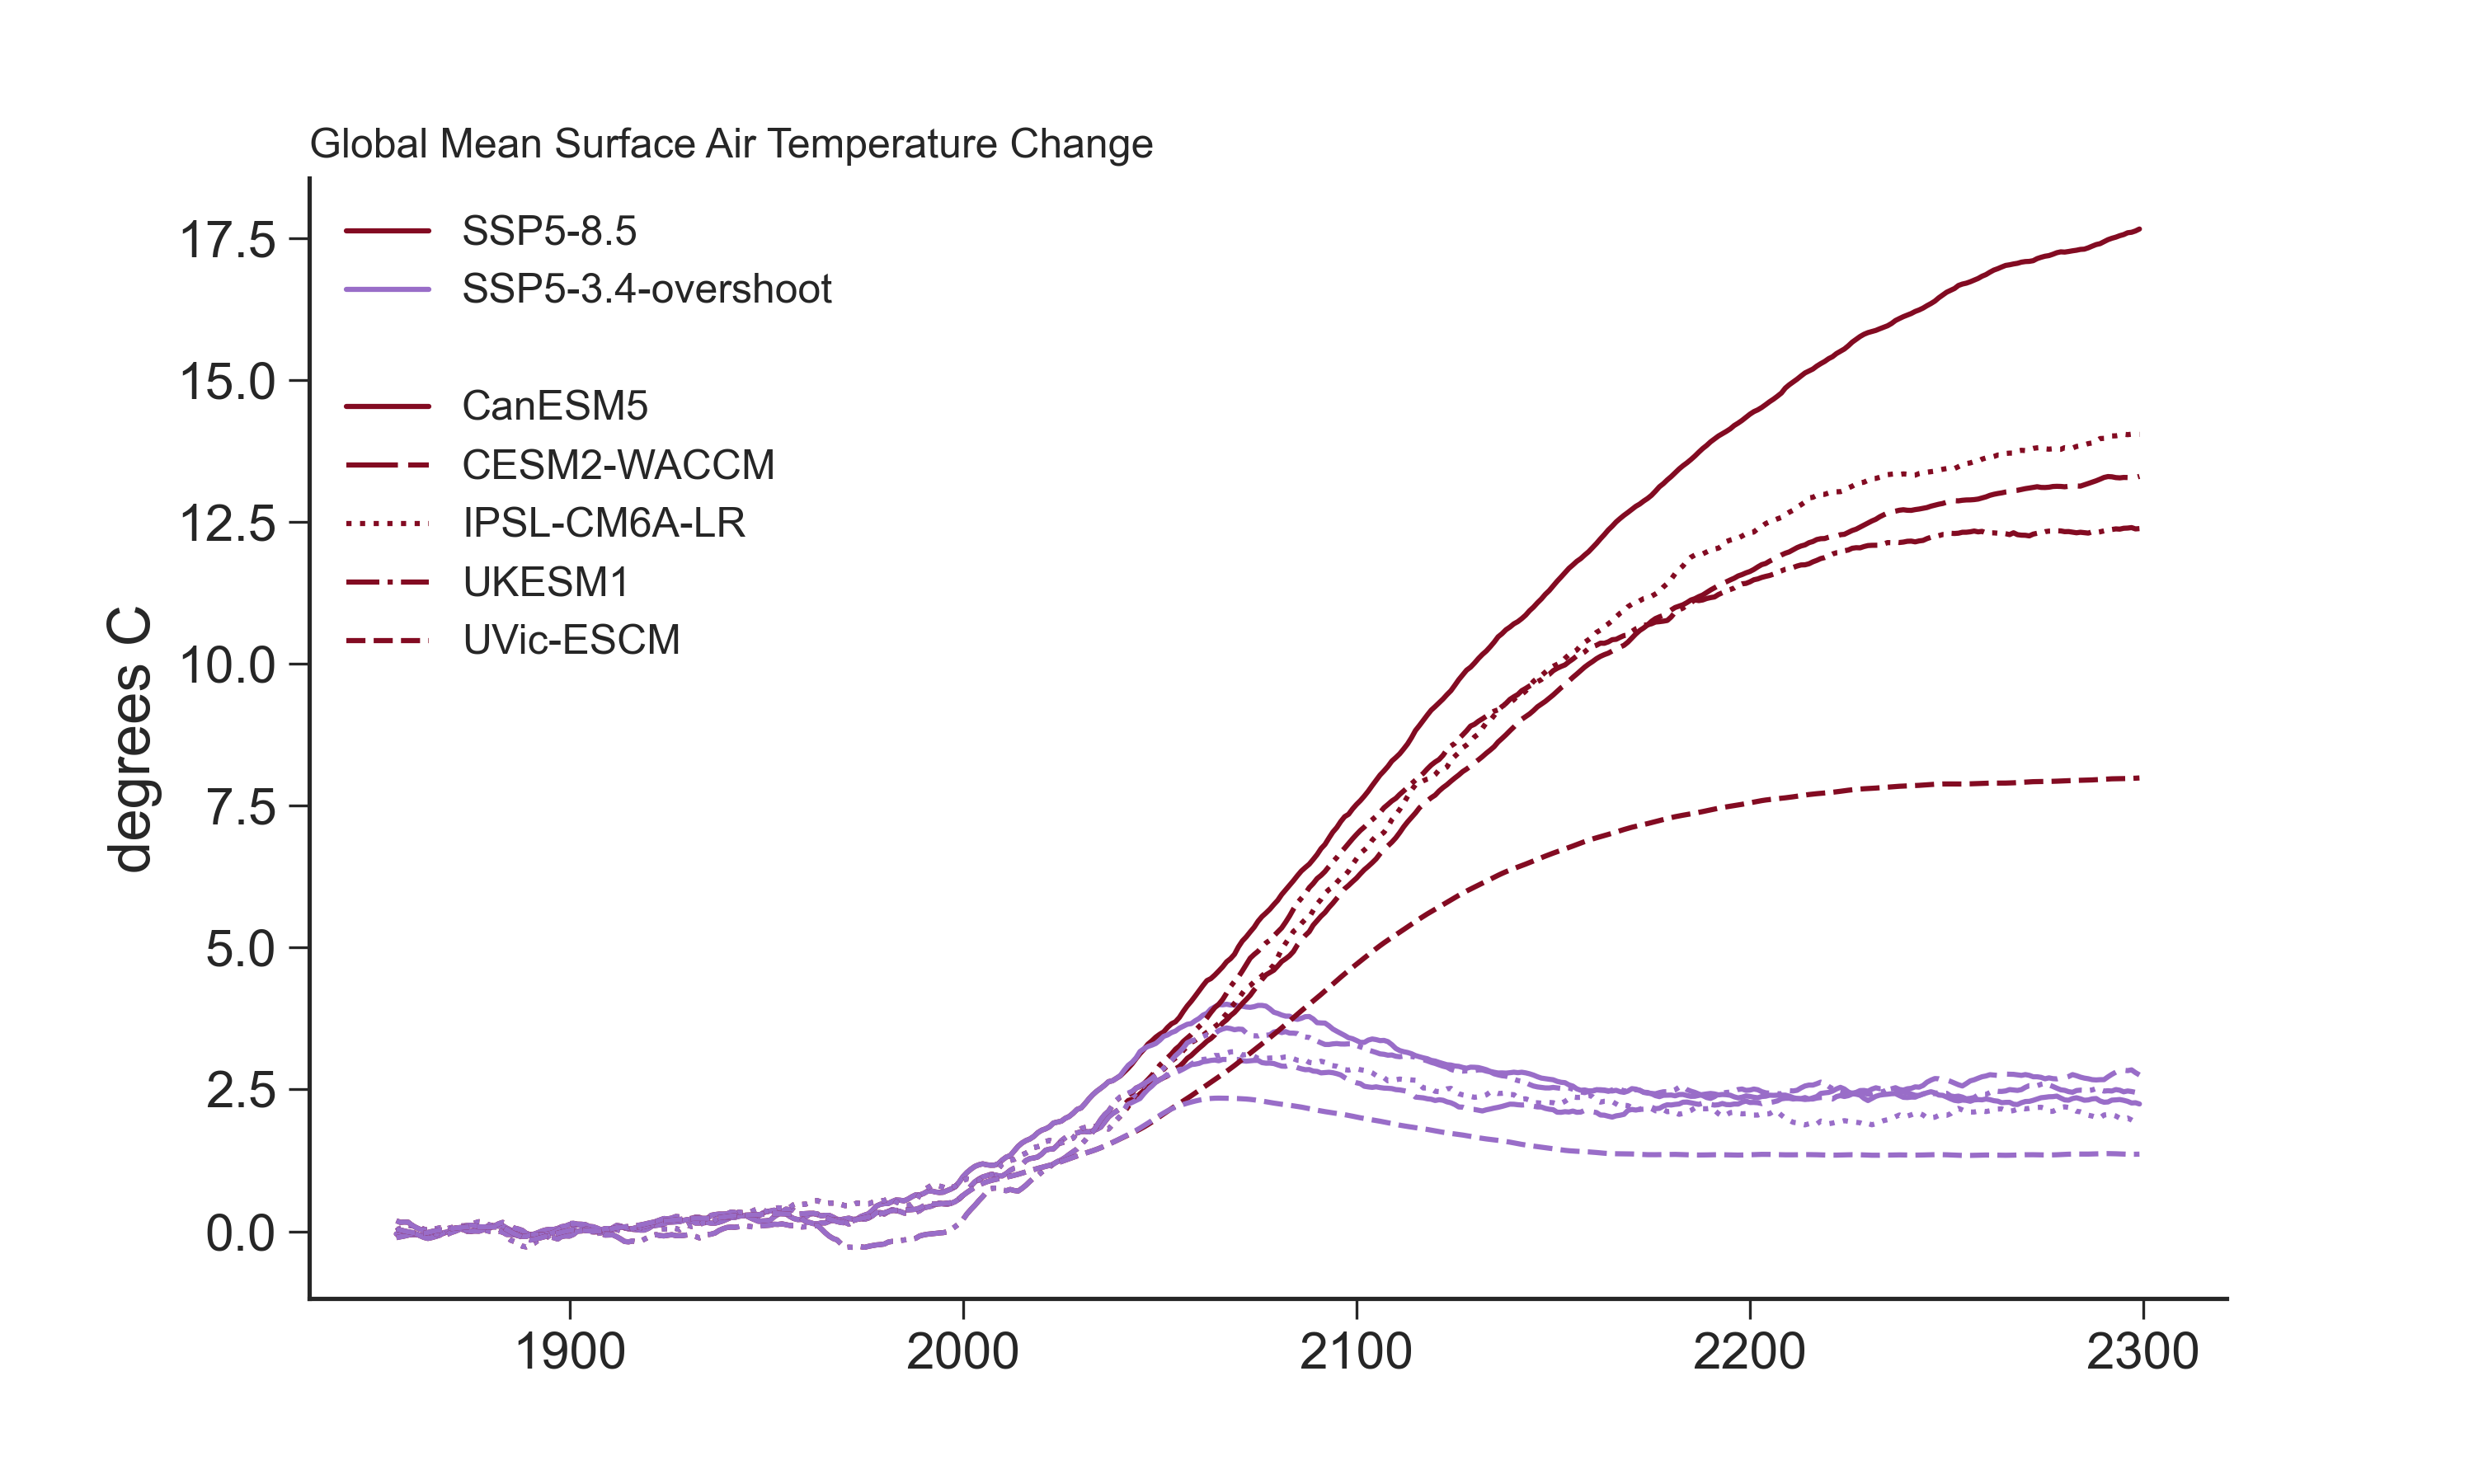 Global Mean Surface Air Temperature Change
SSP5-8.5
SSP5-3.4-overshoot
CanESM5
CESM2-WACCM
IPSL-CM6A-LR
UKESM1
UVic-ESCM
degrees C
17.5
15.0
12.5
10.0
7.5
5.0
2.5
0.0
1900 2000 2100 2200 2300